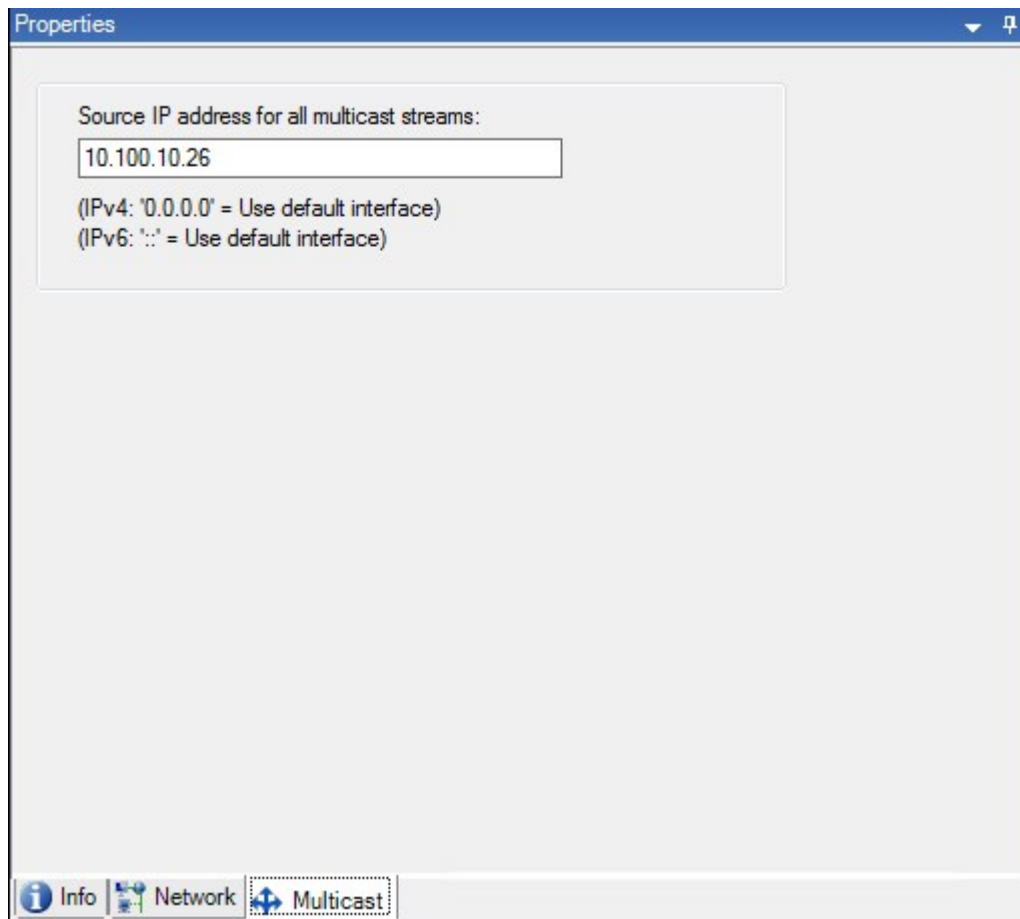 Properties
Source IP address for all multicast streams:
10.100.10.26
(IPv4: '0.0.0.0' = Use default interface)
(IPv6: '::' = Use default interface)
Info Network Multicast